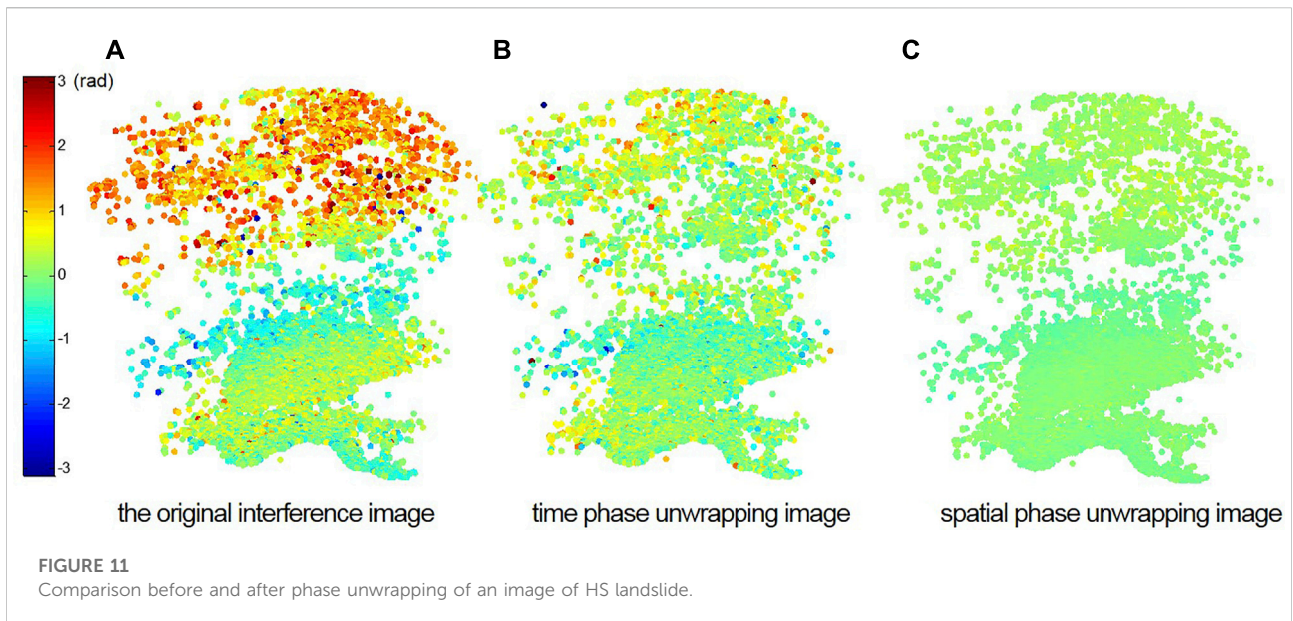 A
B
C
3 (rad)
2
1
0
-1
-2
-3
the original interference image
time phase unwrapping image
spatial phase unwrapping image
FIGURE 11
Comparison before and after phase unwrapping of an image of HS landslide.